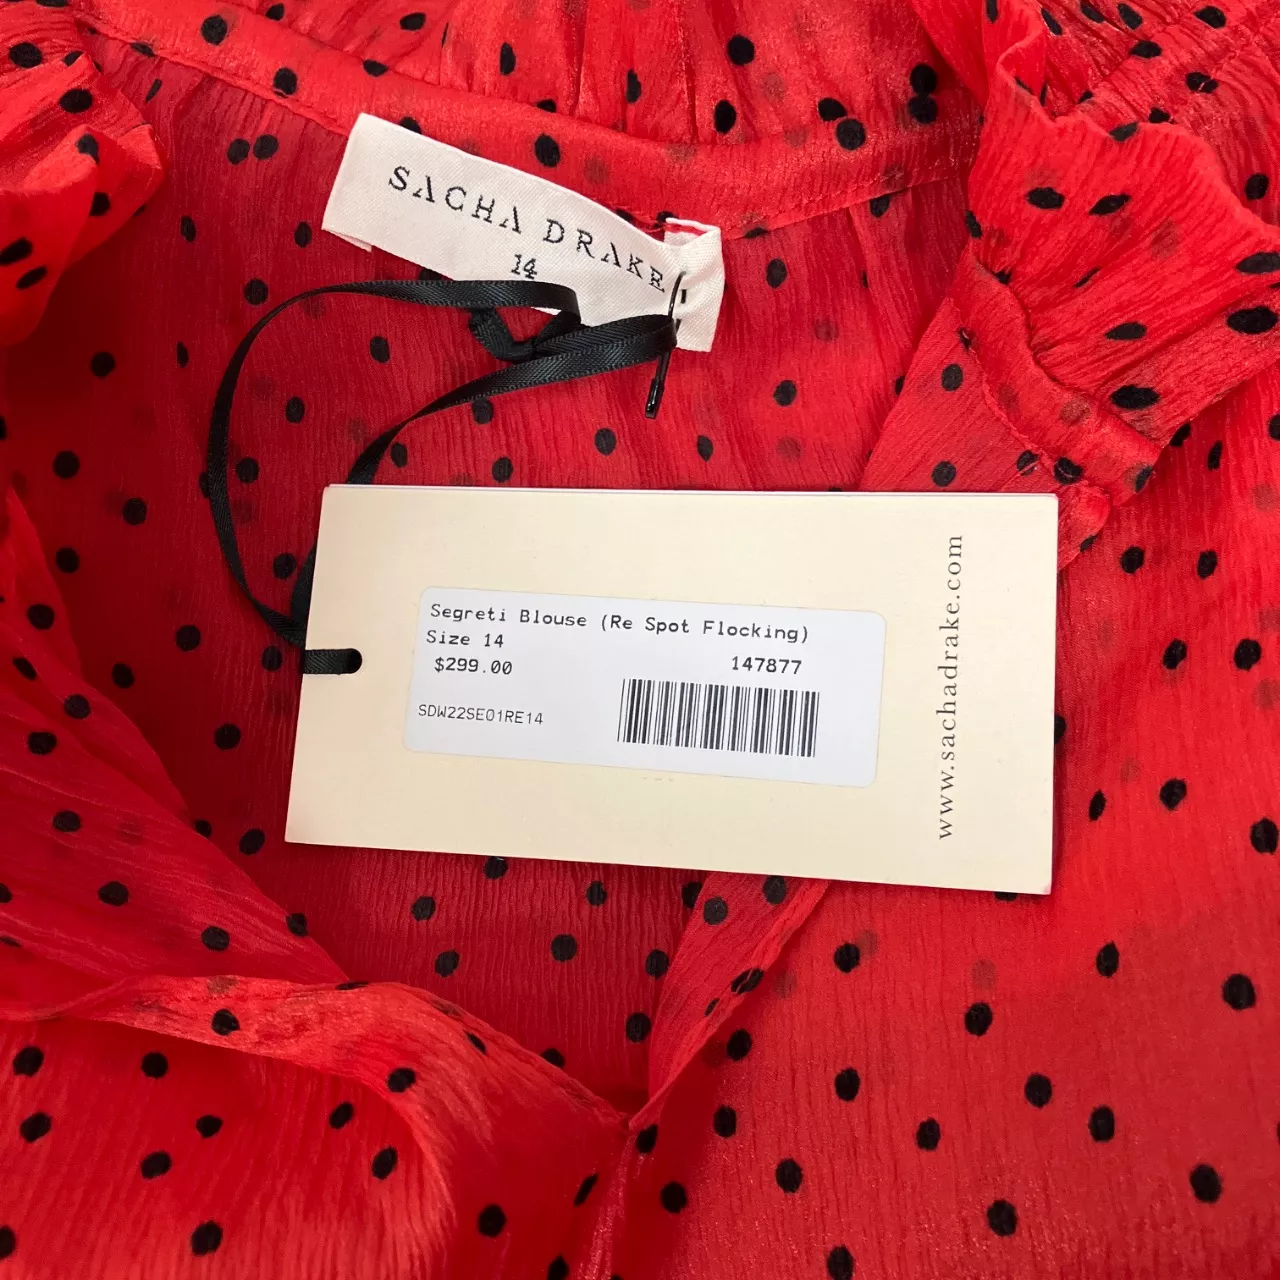 SACHA DRAKE
14
Segreti Blouse (Re Spot Flocking)
Size 14
$299.00 147877
SDW22SE01RE14
www.sachadrake.com